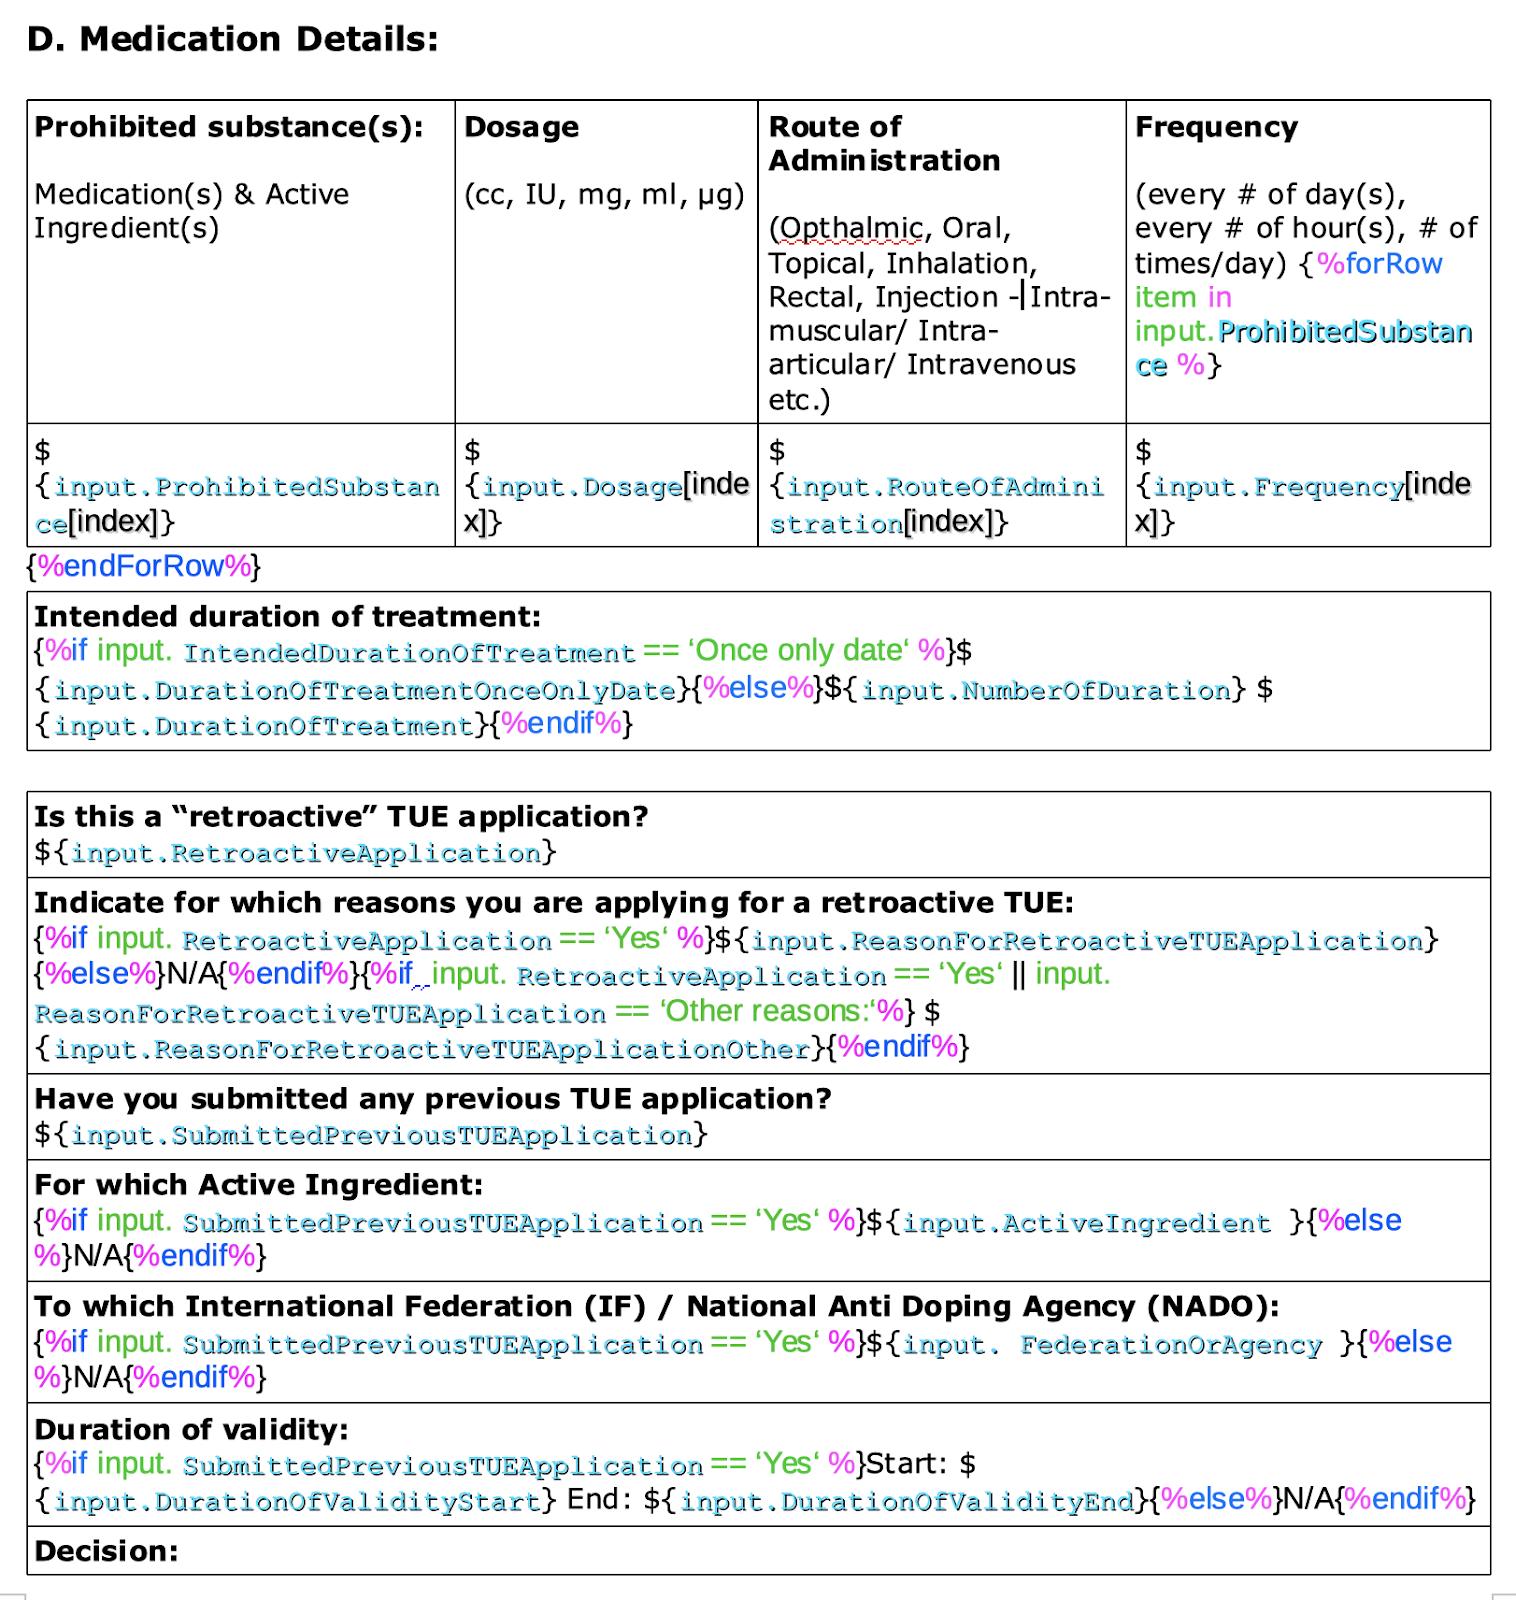 D. Medication Details:
Prohibited substance(s):
Medication(s) & Active
Ingredient(s)
Dosage
(cc, IU, mg, ml, µg)
Route of
Administration
(Opthalmic, Oral,
Topical, Inhalation,
Rectal, Injection - Intra-
muscular/ Intra-
articular/ Intravenous
etc.)
Frequency
(every # of day(s),
every # of hour(s), # of
times/day) {%forRow
item in
input.ProhibitedSubstan
ce %}
$
{input.ProhibitedSubstan
ce[index]}
$
{input.Dosage[inde
x]}
$
{input.RouteOfAdmini
stration[index]}
$
{input.Frequency[inde
x]}
{%endForRow%}
Intended duration of treatment:
{%if input. IntendedDurationOfTreatment == ‘Once only date‘ %}$
{input.DurationOfTreatmentOnceOnlyDate}{%else%}${input.NumberOfDuration} $
{input.DurationOfTreatment}{%endif%}
Is this a “retroactive” TUE application?
${input.RetroactiveApplication}
Indicate for which reasons you are applying for a retroactive TUE:
{%if input. RetroactiveApplication == ‘Yes‘ %}${input.ReasonForRetroactiveTUEApplication}
{%else%}N/A{%endif%}{%if input. RetroactiveApplication == ‘Yes‘ || input.
ReasonForRetroactiveTUEApplication == ‘Other reasons:‘%} $
{input.ReasonForRetroactiveTUEApplicationOther}{%endif%}
Have you submitted any previous TUE application?
${input.SubmittedPreviousTUEApplication}
For which Active Ingredient:
{%if input. SubmittedPreviousTUEApplication == ‘Yes‘ %}${input.ActiveIngredient }{%else
%}N/A{%endif%}
To which International Federation (IF) / National Anti Doping Agency (NADO):
{%if input. SubmittedPreviousTUEApplication == ‘Yes‘ %}${input. FederationOrAgency }{%else
%}N/A{%endif%}
Duration of validity:
{%if input. SubmittedPreviousTUEApplication == ‘Yes‘ %}Start: $
{input.DurationOfValidityStart} End: ${input.DurationOfValidityEnd}{%else%}N/A{%endif%}
Decision: